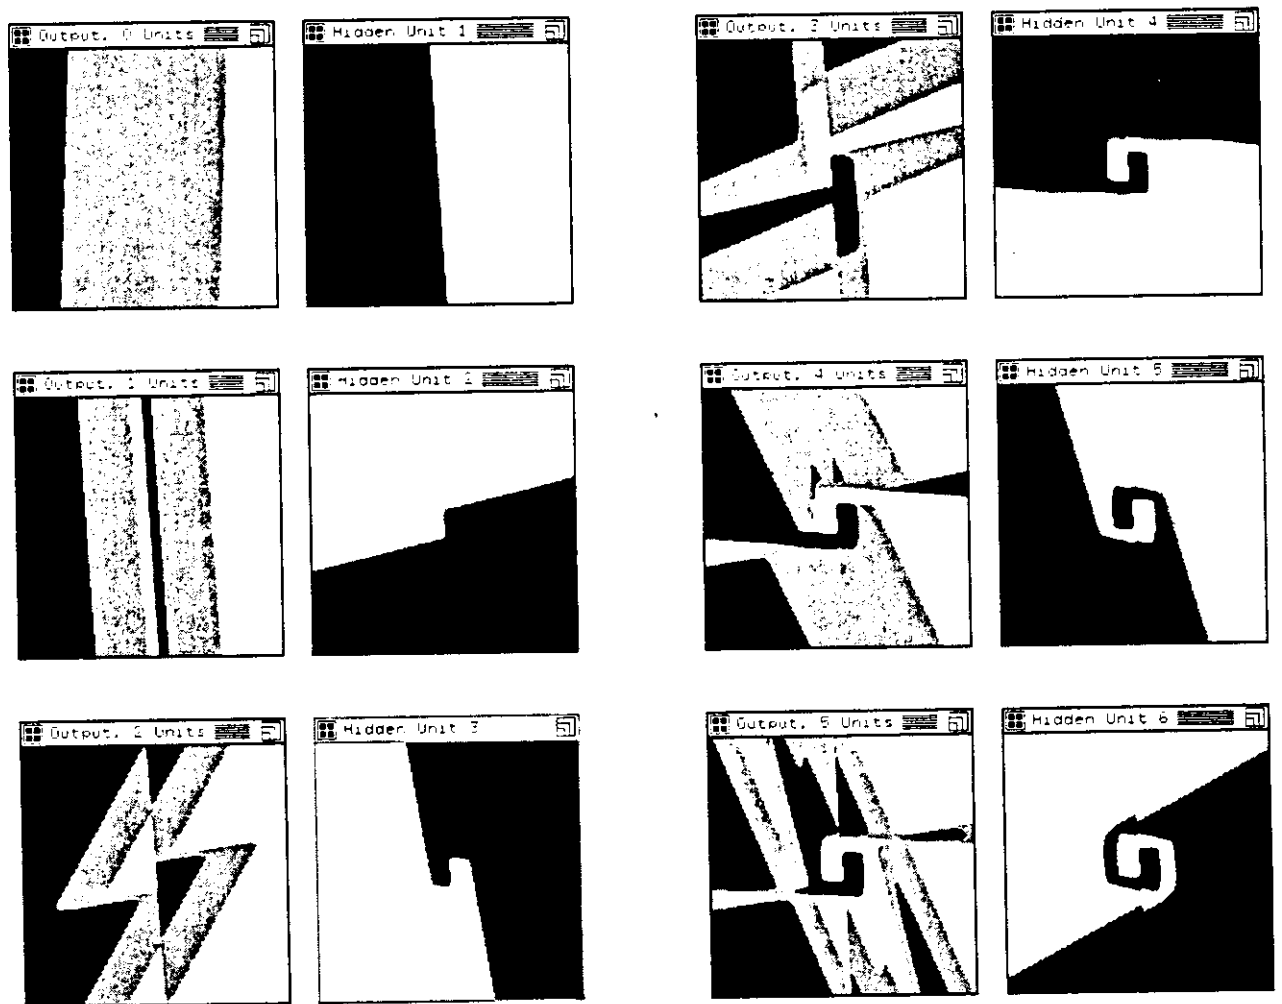 Output, 0 Units
Hidden Unit 1
Output, 3 Units
Hidden Unit 4
Output, 1 Units
Hidden Unit 2
Output, 4 Units
Hidden Unit 5
Output, 2 Units
Hidden Unit 3
Output, 5 Units
Hidden Unit 6